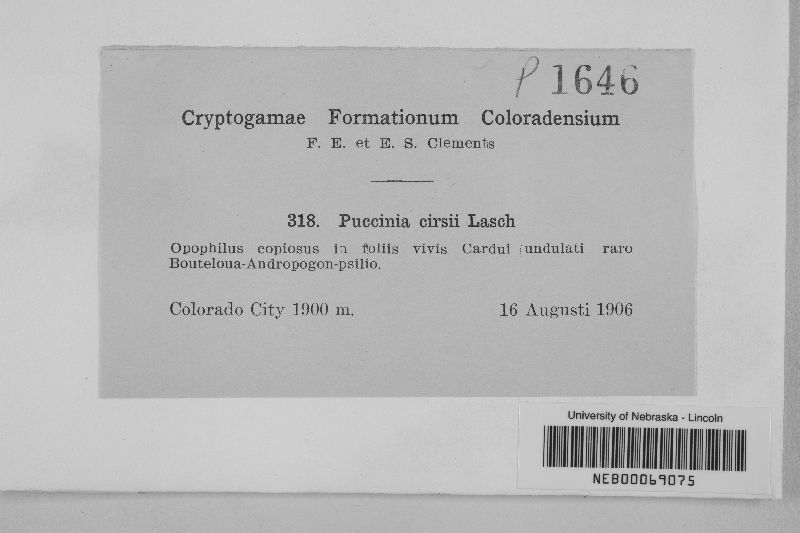 P 1646
Cryptogamae Formationum Coloradensium
F. E. et E. S. Clements
318. Puccinia cirsii Lasch
Opophilus copiosus in foliis vivis Cardui undulati raro
Bouteloua-Andropogon-psilio.
Colorado City 1900 m. 16 Augusti 1906
University of Nebraska - Lincoln
NEB00069075